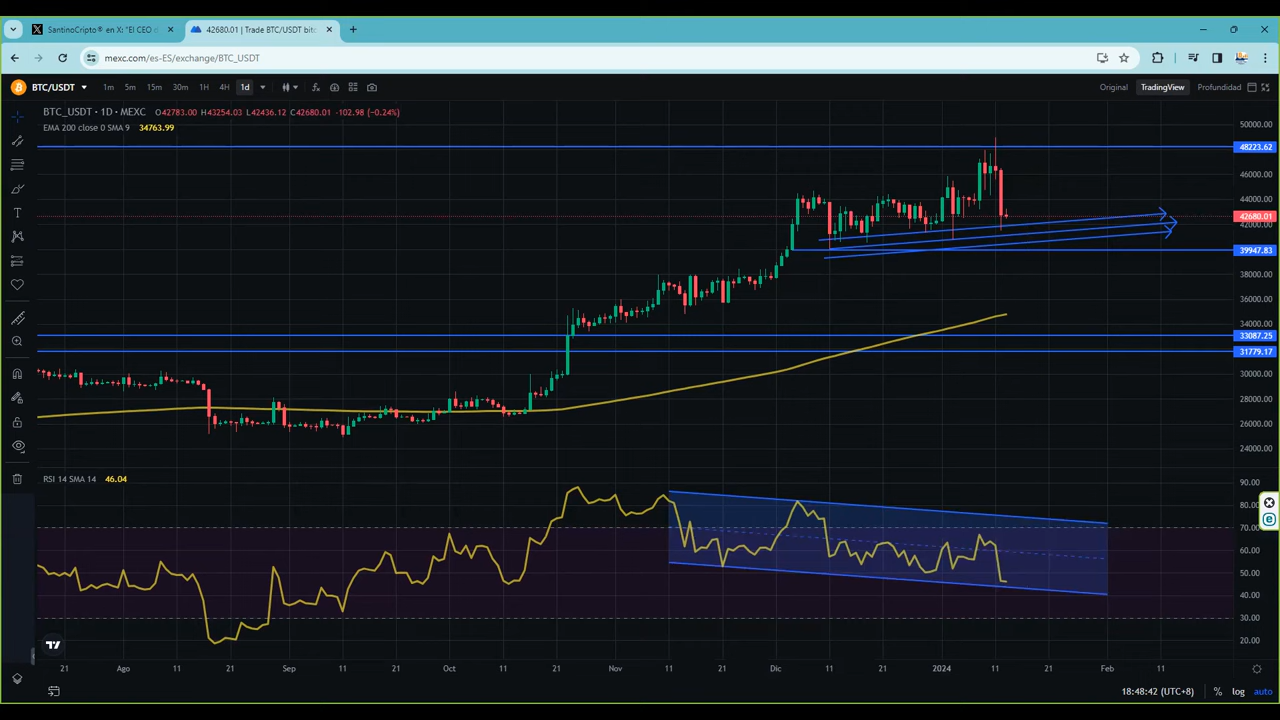 SantinoCripto® en X: "El CEO d
42680.01 | Trade BTC/USDT bitc
mexc.com/es-ES/exchange/BTC_USDT
BTC/USDT 1m 5m 15m 30m 1H 4H 1d
Original TradingView Profundidad
BTC_USDT · 1D · MEXC O42783.00 H43254.03 L42436.12 C42680.01 -102.98 (-0.24%)
EMA 200 close 0 SMA 9 34763.99
50000.00
48223.62
46000.00
44000.00
42680.01
42000.00
39947.83
38000.00
36000.00
34000.00
33087.25
31779.17
30000.00
28000.00
26000.00
24000.00
RSI 14 SMA 14 46.04
90.00
80.00
70.00
60.00
50.00
40.00
30.00
20.00
21 Ago 11 21 Sep 11 21 Oct 11 21 Nov 11 21 Dic 11 21 2024 11 21 Feb 11
18:48:42 (UTC+8) % log auto